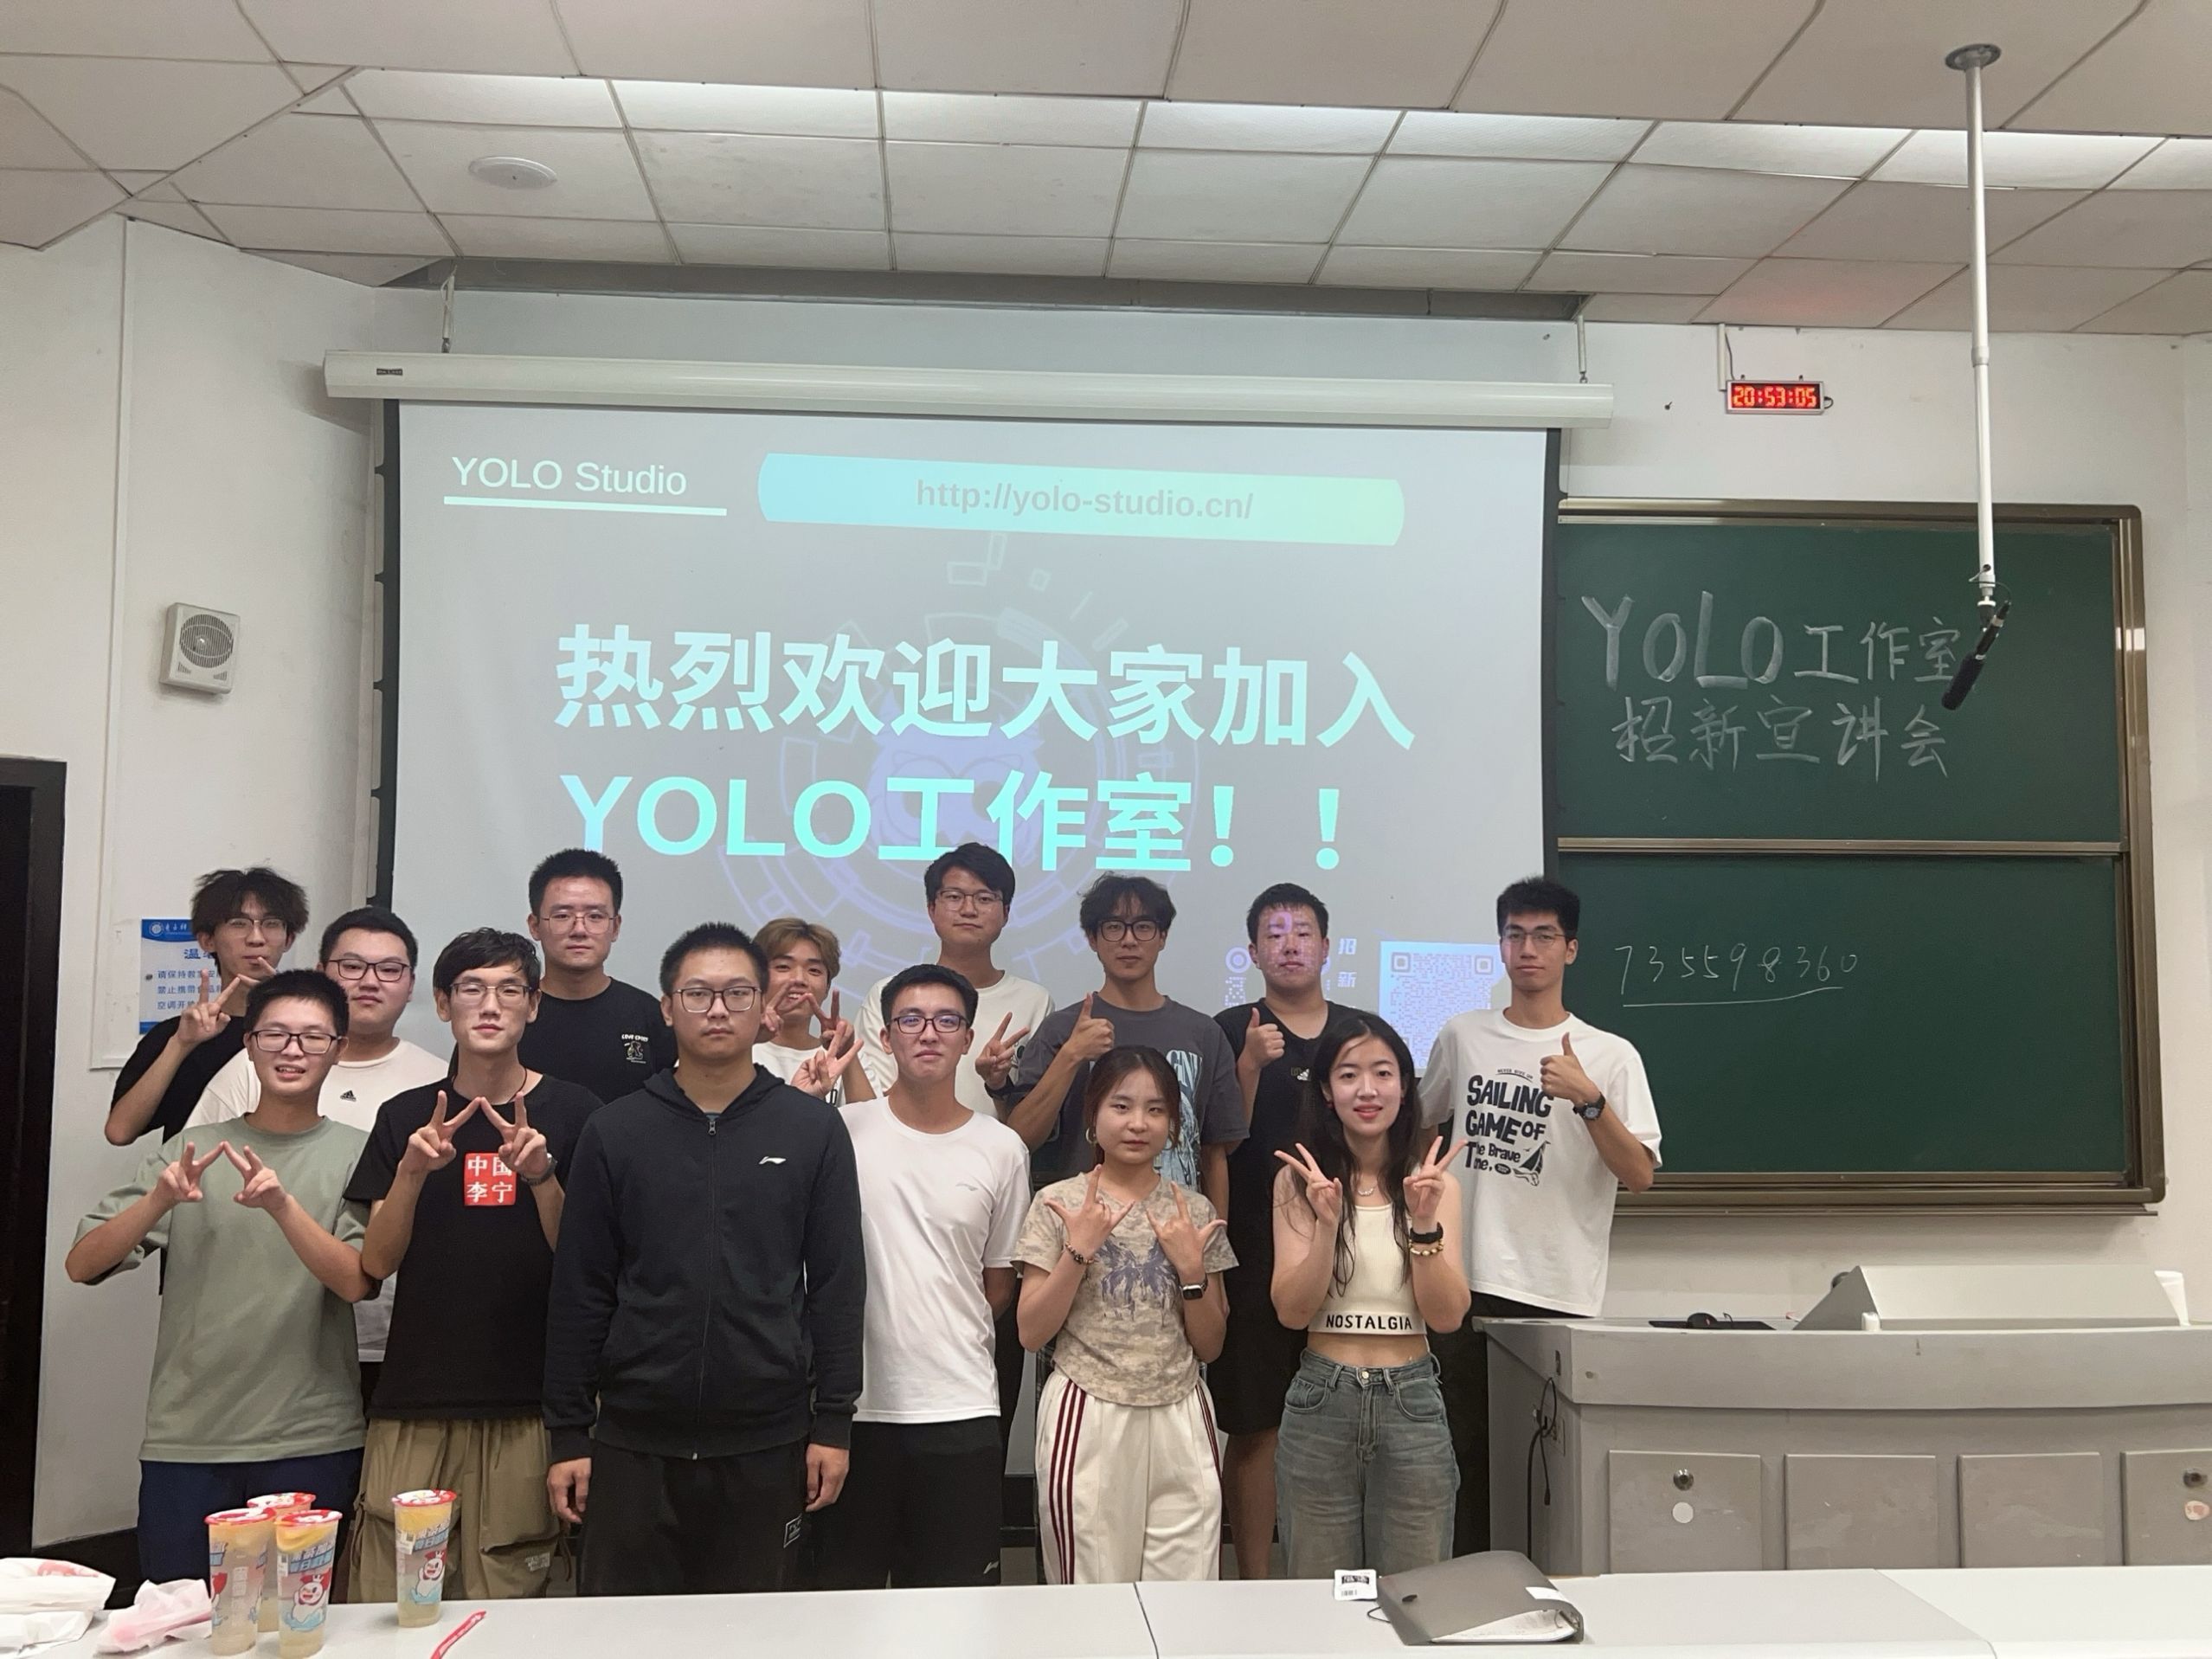 20:53:05
YOLO Studio
http://yolo-studio.cn/
热烈欢迎大家加入
YOLO工作室！！
YOLO工作室
招新宣讲会
735598360
招
新
中国
李宁
SAILING
GAME OF
The Brave
NOSTALGIA